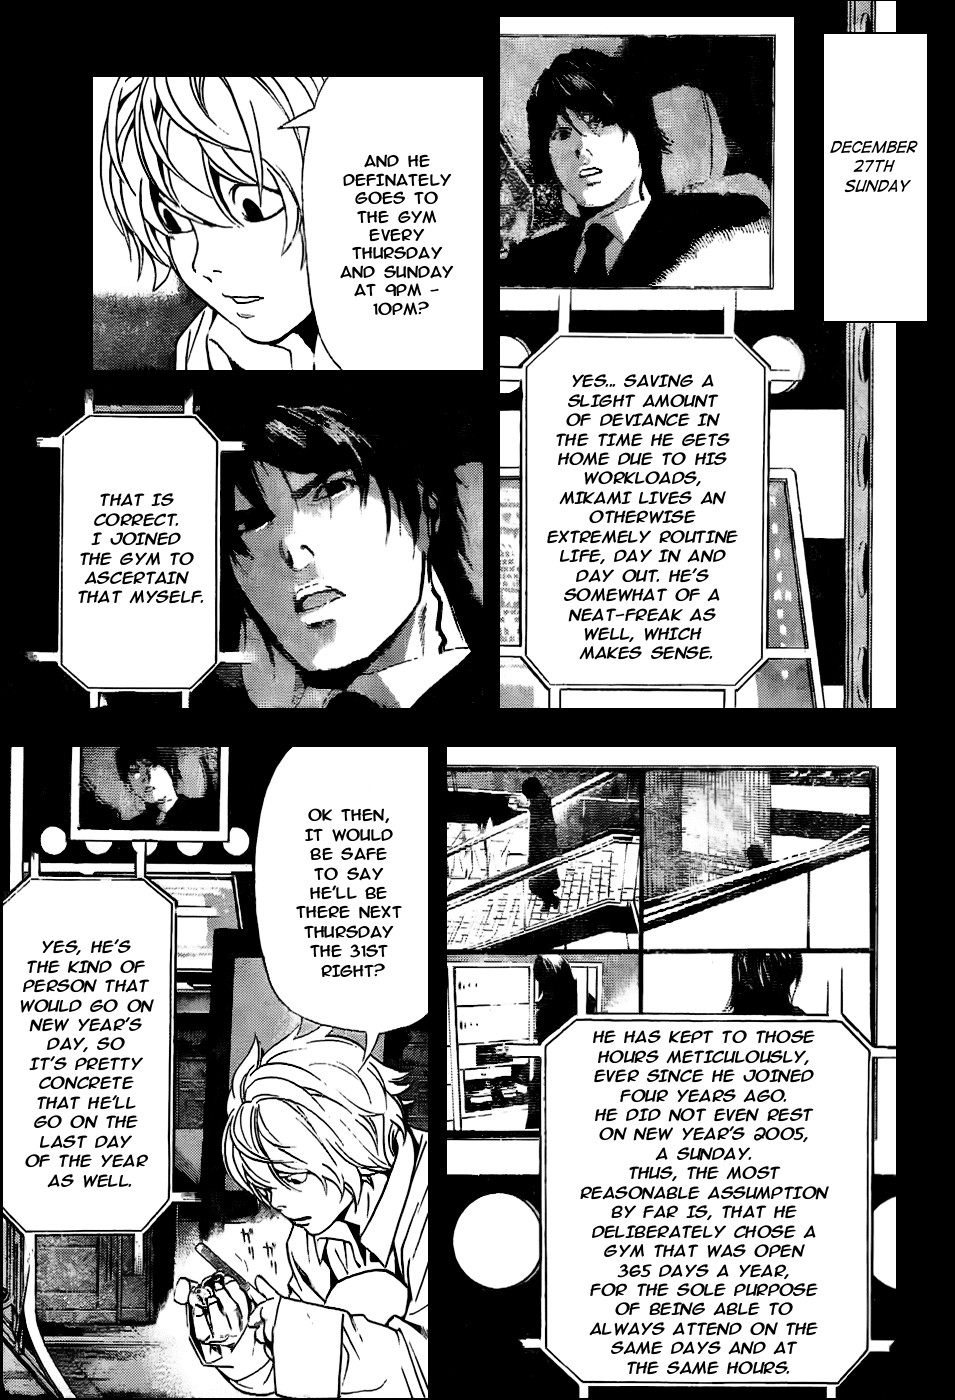 DECEMBER
27TH
SUNDAY
YES... SAVING A
SLIGHT AMOUNT
OF DEVIANCE IN
THE TIME HE GETS
HOME DUE TO HIS
WORKLOADS,
MIKAMI LIVES AN
OTHERWISE
EXTREMELY ROUTINE
LIFE, DAY IN AND
DAY OUT. HE'S
SOMEWHAT OF A
NEAT-FREAK AS
WELL, WHICH
MAKES SENSE.
AND HE
DEFINATELY
GOES TO
THE GYM
EVERY
THURSDAY
AND SUNDAY
AT 9PM -
10PM?
THAT IS
CORRECT.
I JOINED
THE GYM TO
ASCERTAIN
THAT MYSELF.
HE HAS KEPT TO THOSE
HOURS METICULOUSLY,
EVER SINCE HE JOINED
FOUR YEARS AGO.
HE DID NOT EVEN REST
ON NEW YEAR'S 2005,
A SUNDAY.
THUS, THE MOST
REASONABLE ASSUMPTION
BY FAR IS, THAT HE
DELIBERATELY CHOSE A
GYM THAT WAS OPEN
365 DAYS A YEAR,
FOR THE SOLE PURPOSE
OF BEING ABLE TO
ALWAYS ATTEND ON THE
SAME DAYS AND AT
THE SAME HOURS.
OK THEN,
IT WOULD
BE SAFE
TO SAY
HE'LL BE
THERE NEXT
THURSDAY
THE 31ST
RIGHT?
YES, HE'S
THE KIND OF
PERSON THAT
WOULD GO ON
NEW YEAR'S
DAY, SO
IT'S PRETTY
CONCRETE
THAT HE'LL
GO ON THE
LAST DAY
OF THE YEAR
AS WELL.